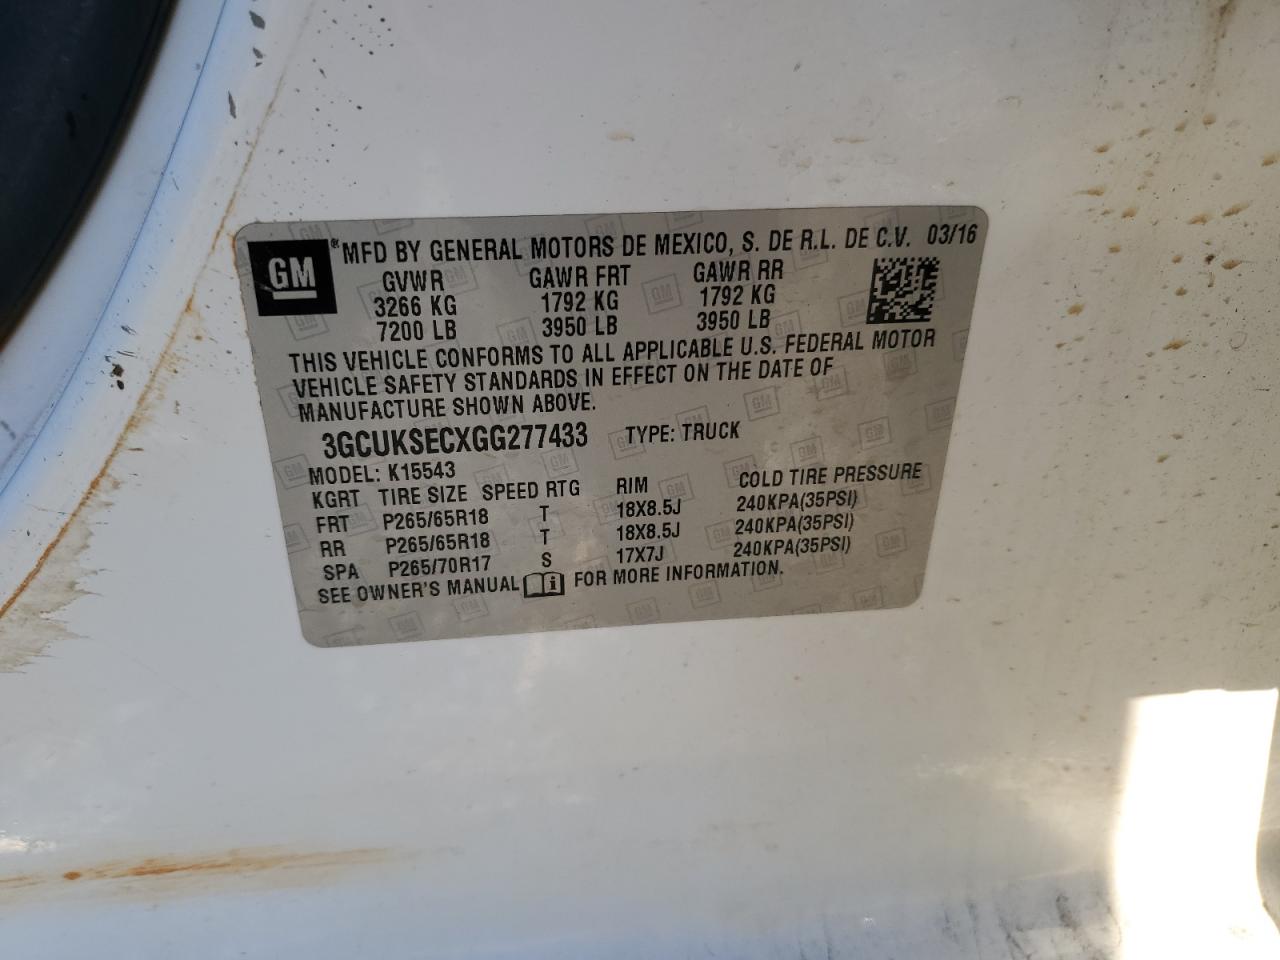 GM ® MFD BY GENERAL MOTORS DE MEXICO, S. DE R.L. DE C.V. 03/16
GVWR GAWR FRT GAWR RR
3266 KG 1792 KG 1792 KG
7200 LB 3950 LB 3950 LB
THIS VEHICLE CONFORMS TO ALL APPLICABLE U.S. FEDERAL MOTOR
VEHICLE SAFETY STANDARDS IN EFFECT ON THE DATE OF
MANUFACTURE SHOWN ABOVE.
3GCUKSECXGG277433 TYPE: TRUCK
MODEL: K15543
KGRT TIRE SIZE SPEED RTG RIM COLD TIRE PRESSURE
FRT P265/65R18 T 18X8.5J 240KPA(35PSI)
RR P265/65R18 T 18X8.5J 240KPA(35PSI)
SPA P265/70R17 S 17X7J 240KPA(35PSI)
SEE OWNER'S MANUAL FOR MORE INFORMATION.